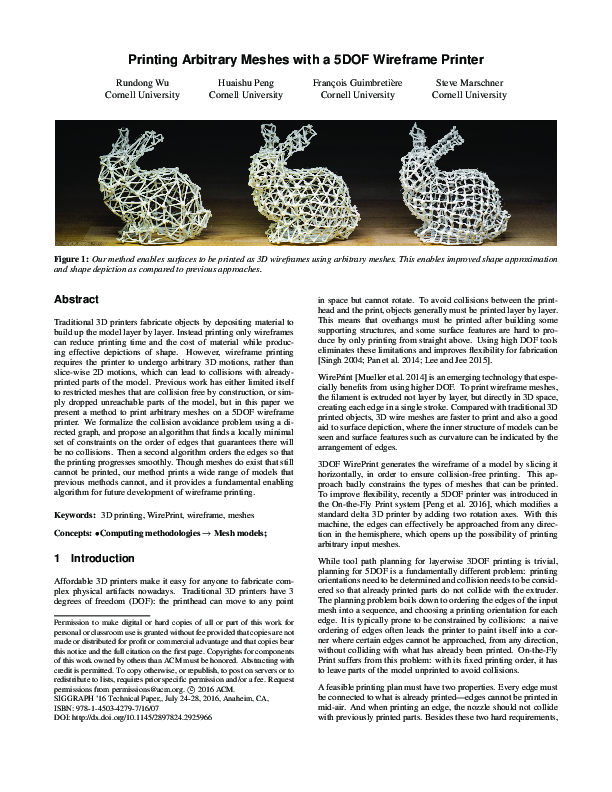 Printing Arbitrary Meshes with a 5DOF Wireframe Printer
Rundong Wu
Cornell University
Huaishu Peng
Cornell University
François Guimbretière
Cornell University
Steve Marschner
Cornell University
Figure 1: Our method enables surfaces to be printed as 3D wireframes using arbitrary meshes. This enables improved shape approximation
and shape depiction as compared to previous approaches.
Abstract
Traditional 3D printers fabricate objects by depositing material to
build up the model layer by layer. Instead printing only wireframes
can reduce printing time and the cost of material while produc-
ing effective depictions of shape. However, wireframe printing
requires the printer to undergo arbitrary 3D motions, rather than
slice-wise 2D motions, which can lead to collisions with already-
printed parts of the model. Previous work has either limited itself
to restricted meshes that are collision free by construction, or sim-
ply dropped unreachable parts of the model, but in this paper we
present a method to print arbitrary meshes on a 5DOF wireframe
printer. We formalize the collision avoidance problem using a di-
rected graph, and propose an algorithm that finds a locally minimal
set of constraints on the order of edges that guarantees there will
be no collisions. Then a second algorithm orders the edges so that
the printing progresses smoothly. Though meshes do exist that still
cannot be printed, our method prints a wide range of models that
previous methods cannot, and it provides a fundamental enabling
algorithm for future development of wireframe printing.
Keywords: 3D printing, WirePrint, wireframe, meshes
Concepts: •Computing methodologies → Mesh models;
1 Introduction
Affordable 3D printers make it easy for anyone to fabricate com-
plex physical artifacts nowadays. Traditional 3D printers have 3
degrees of freedom (DOF): the printhead can move to any point
Permission to make digital or hard copies of all or part of this work for
personal or classroom use is granted without fee provided that copies are not
made or distributed for profit or commercial advantage and that copies bear
this notice and the full citation on the first page. Copyrights for components
of this work owned by others than ACM must be honored. Abstracting with
credit is permitted. To copy otherwise, or republish, to post on servers or to
redistribute to lists, requires prior specific permission and/or a fee. Request
permissions from permissions@acm.org. © 2016 ACM.
SIGGRAPH '16 Technical Paper,, July 24-28, 2016, Anaheim, CA,
ISBN: 978-1-4503-4279-7/16/07
DOI: http://dx.doi.org/10.1145/2897824.2925966
in space but cannot rotate. To avoid collisions between the print-
head and the print, objects generally must be printed layer by layer.
This means that overhangs must be printed after building some
supporting structures, and some surface features are hard to pro-
duce by only printing from straight above. Using high DOF tools
eliminates these limitations and improves flexibility for fabrication
[Singh 2004; Pan et al. 2014; Lee and Jee 2015].
WirePrint [Mueller et al. 2014] is an emerging technology that espe-
cially benefits from using higher DOF. To print wireframe meshes,
the filament is extruded not layer by layer, but directly in 3D space,
creating each edge in a single stroke. Compared with traditional 3D
printed objects, 3D wire meshes are faster to print and also a good
aid to surface depiction, where the inner structure of models can be
seen and surface features such as curvature can be indicated by the
arrangement of edges.
3DOF WirePrint generates the wireframe of a model by slicing it
horizontally, in order to ensure collision-free printing. This ap-
proach badly constrains the types of meshes that can be printed.
To improve flexibility, recently a 5DOF printer was introduced in
the On-the-Fly Print system [Peng et al. 2016], which modifies a
standard delta 3D printer by adding two rotation axes. With this
machine, the edges can effectively be approached from any direc-
tion in the hemisphere, which opens up the possibility of printing
arbitrary input meshes.
While tool path planning for layerwise 3DOF printing is trivial,
planning for 5DOF is a fundamentally different problem: printing
orientations need to be determined and collision needs to be consid-
ered so that already printed parts do not collide with the extruder.
The planning problem boils down to ordering the edges of the input
mesh into a sequence, and choosing a printing orientation for each
edge. It is typically prone to be constrained by collisions: a naive
ordering of edges often leads the printer to paint itself into a cor-
ner where certain edges cannot be approached, from any direction,
without colliding with what has already been printed. On-the-Fly
Print suffers from this problem: with its fixed printing order, it has
to leave parts of the model unprinted to avoid collisions.
A feasible printing plan must have two properties. Every edge must
be connected to what is already printed—edges cannot be printed in
mid-air. And when printing an edge, the nozzle should not collide
with previously printed parts. Besides these two hard requirements,